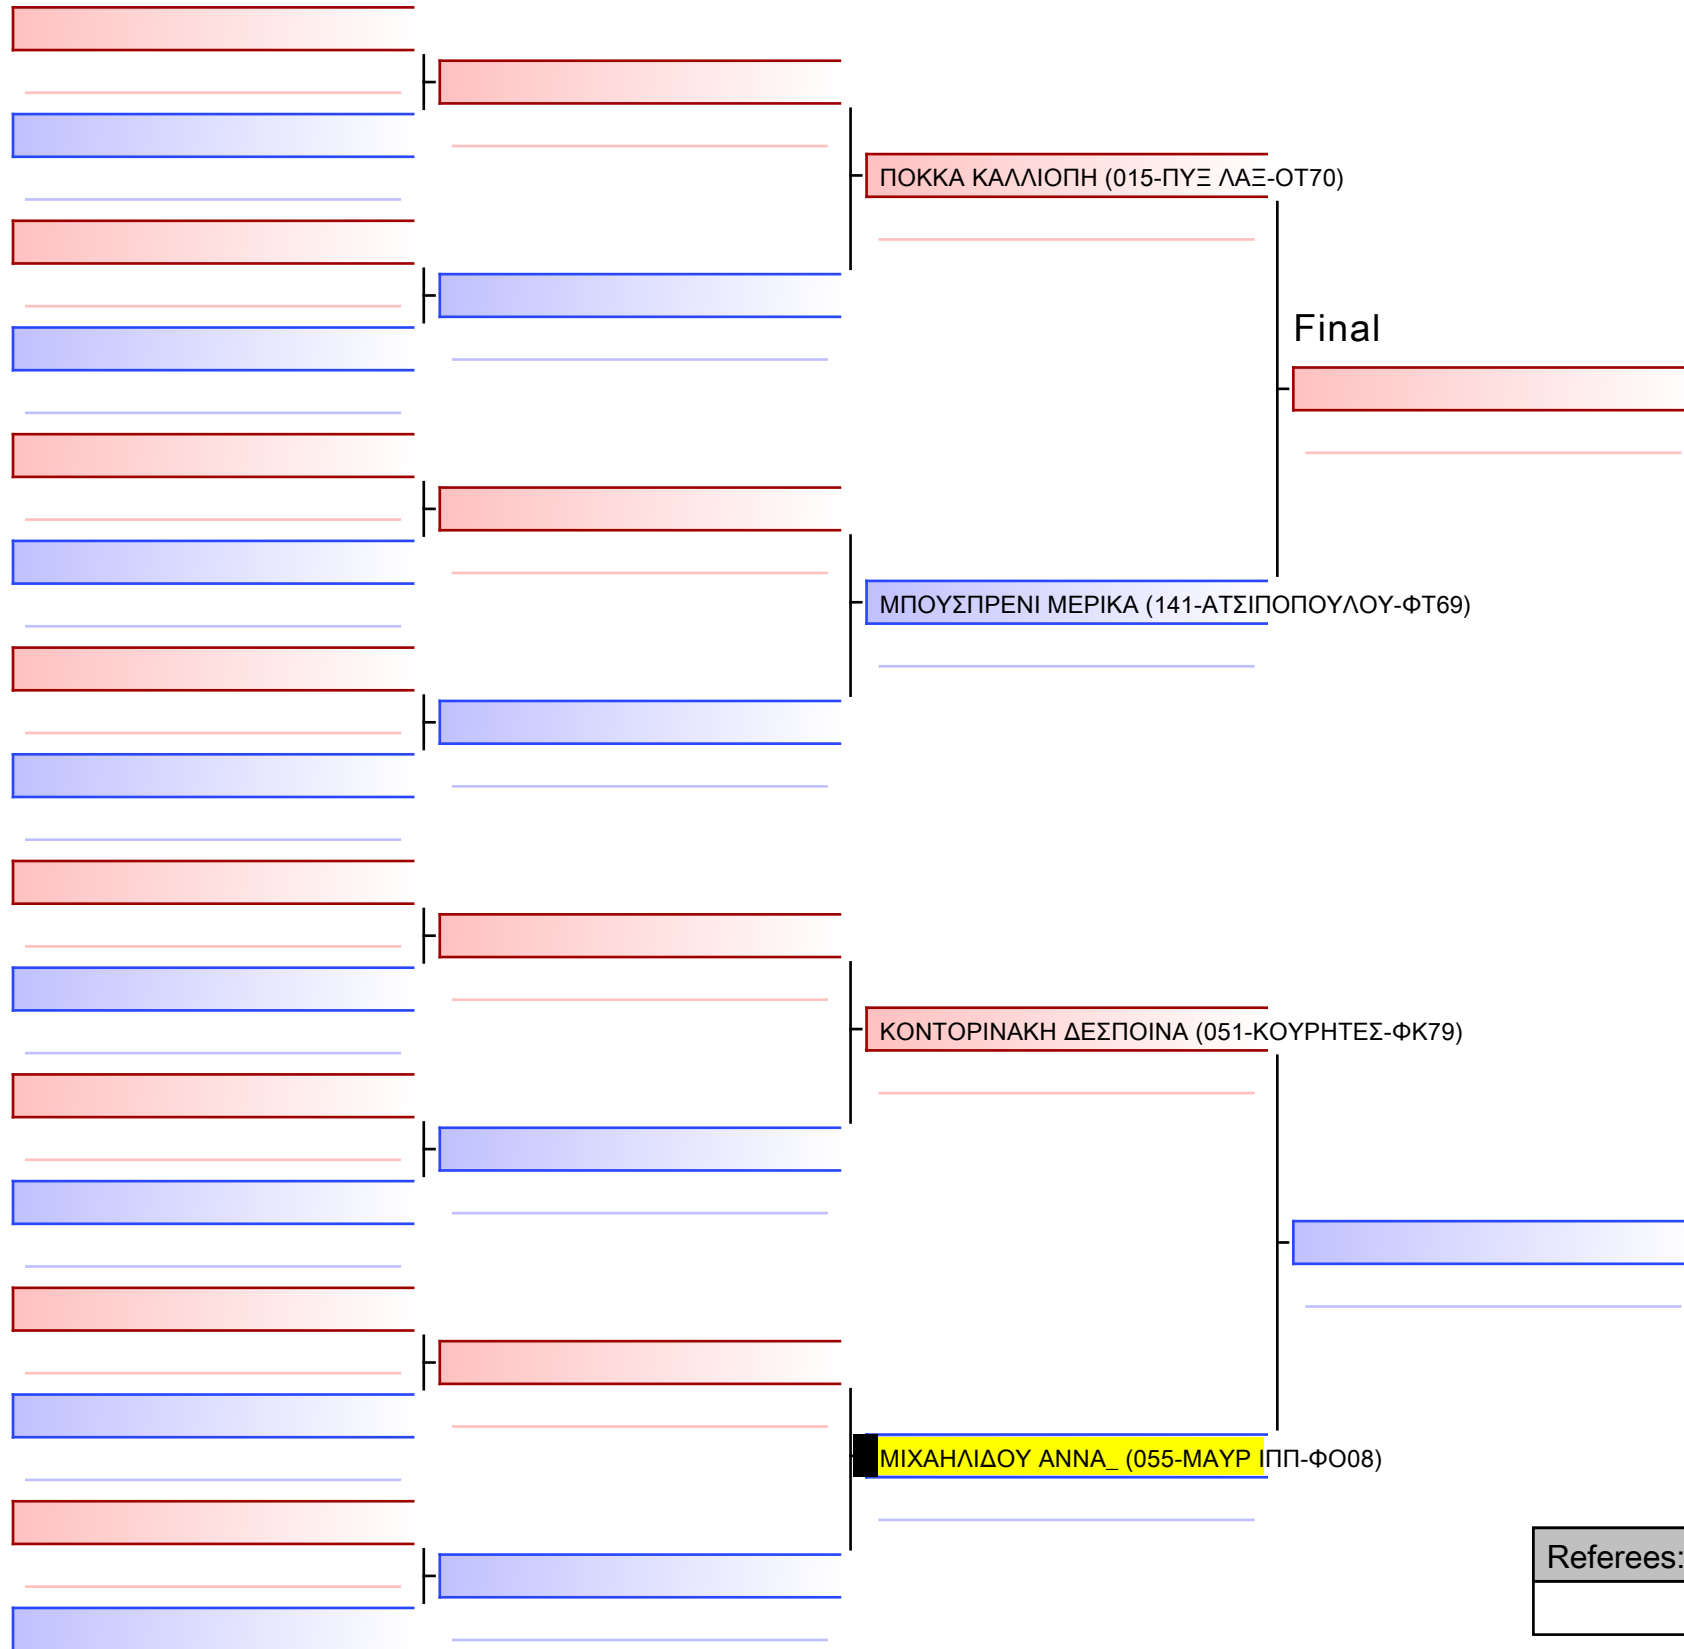 ΠΟΚΚΑ ΚΑΛΛΙΟΠΗ (015-ΠΥΞ ΛΑΞ-ΟΤ70)
Final
ΜΠΟΥΣΠΡΕΝΙ ΜΕΡΙΚΑ (141-ΑΤΣΙΠΟΠΟΥΛΟΥ-ΦΤ69)
ΚΟΝΤΟΡΙΝΑΚΗ ΔΕΣΠΟΙΝΑ (051-ΚΟΥΡΗΤΕΣ-ΦΚ79)
ΜΙΧΑΗΛΙΔΟΥ ΑΝΝΑ_ (055-ΜΑΥΡ ΙΠΠ-ΦΟ08)
Referees: